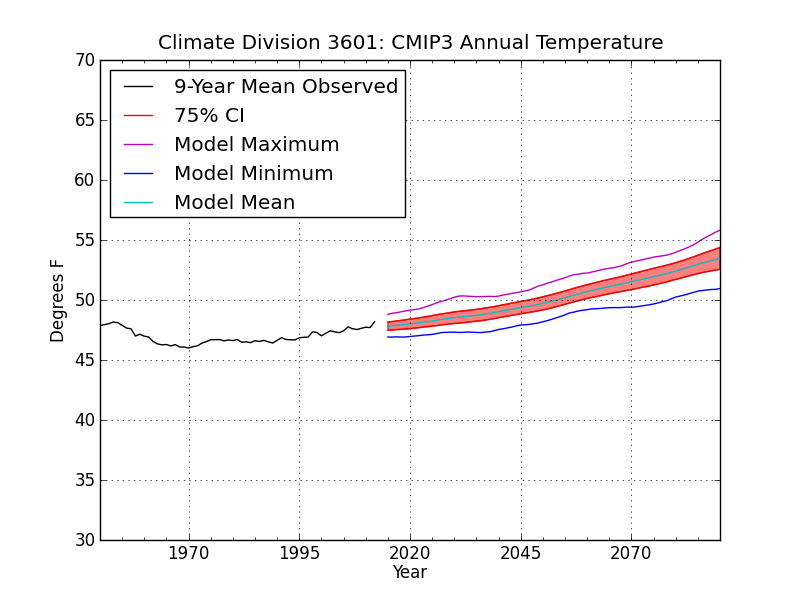 Climate Division 3601: CMIP3 Annual Temperature
70
65
60
55
50
45
40
35
30
Degrees F
9-Year Mean Observed
75% CI
Model Maximum
Model Minimum
Model Mean
1970
1995
2020
2045
2070
Year